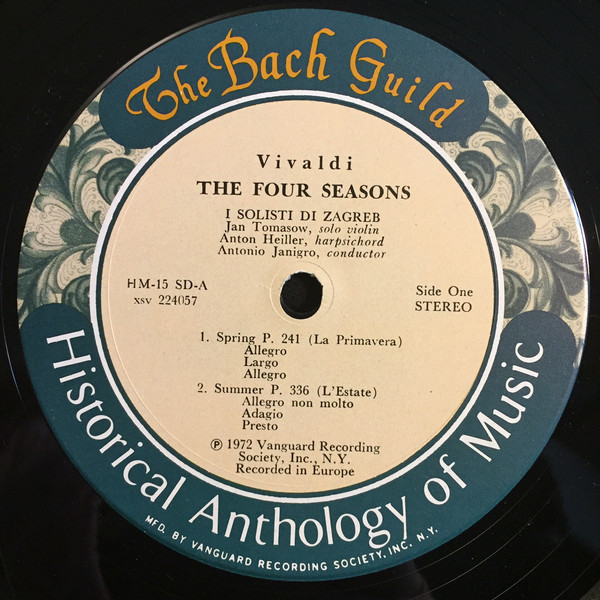 The Bach Guild
Vivaldi
THE FOUR SEASONS
I SOLISTI DI ZAGREB
Jan Tomasow, solo violin
Anton Heiller, harpsichord
Antonio Janigro, conductor
HM-15 SD-A
xsv 224057
Side One
STEREO
1. Spring P. 241 (La Primavera)
Allegro
Largo
Allegro
2. Summer P. 336 (L'Estate)
Allegro non molto
Adagio
Presto
Ⓟ 1972 Vanguard Recording
Society, Inc., N.Y.
Recorded in Europe
Historical Anthology of Music
MFD. BY VANGUARD RECORDING SOCIETY, INC. N.Y.